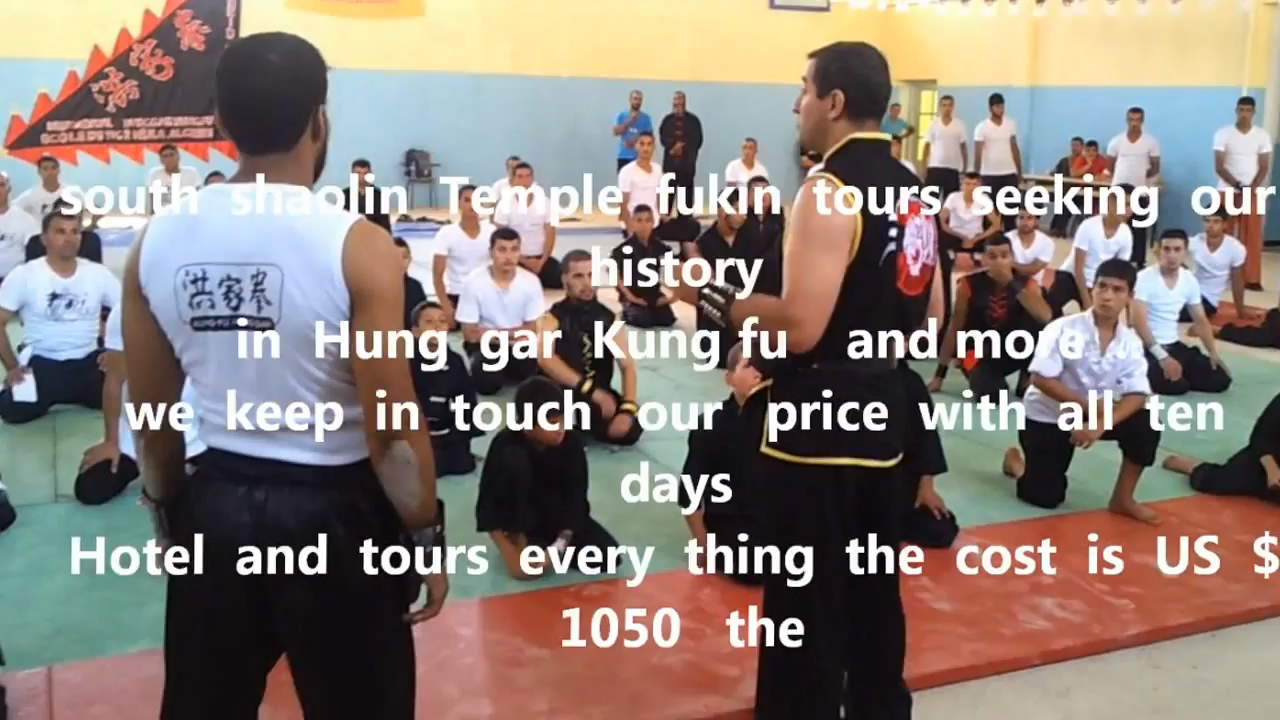 south shaolin Temple fukin tours seeking our
history
in Hung gar Kung fu and more ..
we keep in touch our price with all ten
days
Hotel and tours every thing the cost is US $
1050 the
洪家拳